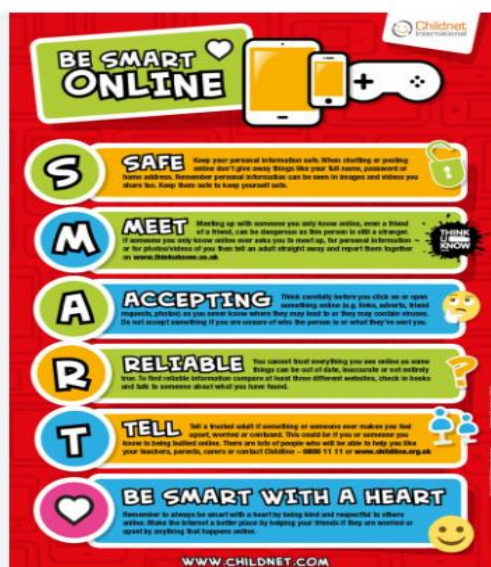 Childnet
International
BE SMART
ONLINE
S
SAFE Keep your personal information safe. When chatting or posting
online don't give away things like your full name, password or
home address. Remember personal information can be seen in images and videos you
share too. Keep them safe to keep yourself safe.
M
MEET Meeting up with someone you only know online, even a friend
of a friend, can be dangerous as this person is still a stranger.
If someone you only know online ever asks you to meet up, for personal information
or for photos/videos of you then tell an adult straight away and report them together
on www.thinkuknow.co.uk
THINK
U
KNOW
A
ACCEPTING Think carefully before you click on or open
something online (e.g. links, adverts, friend
requests, photos) as you never know where they may lead to or they may contain viruses.
Do not accept something if you are unsure of who the person is or what they've sent you.
R
RELIABLE You cannot trust everything you see online as some
things can be out of date, inaccurate or not entirely
true. To find reliable information compare at least three different websites, check in books
and talk to someone about what you have found.
?
T
TELL Tell a trusted adult if something or someone ever makes you feel
upset, worried or confused. This could be if you or someone you
know is being bullied online. There are lots of people who will be able to help you like
your teachers, parents, carers or contact Childline – 0800 11 11 or www.childline.org.uk
BE SMART WITH A HEART
Remember to always be smart with a heart by being kind and respectful to others
online. Make the internet a better place by helping your friends if they are worried or
upset by anything that happens online.
WWW.CHILDNET.COM